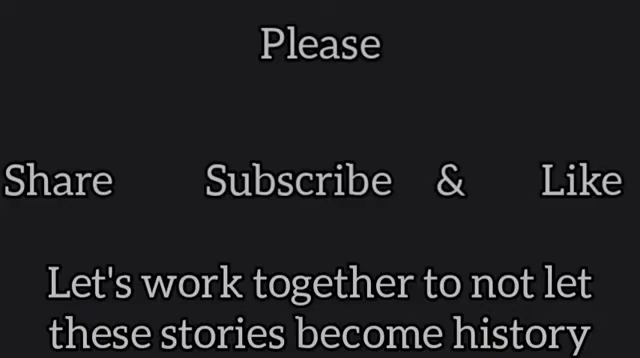 Please
Share Subscribe & Like
Let's work together to not let
these stories become history